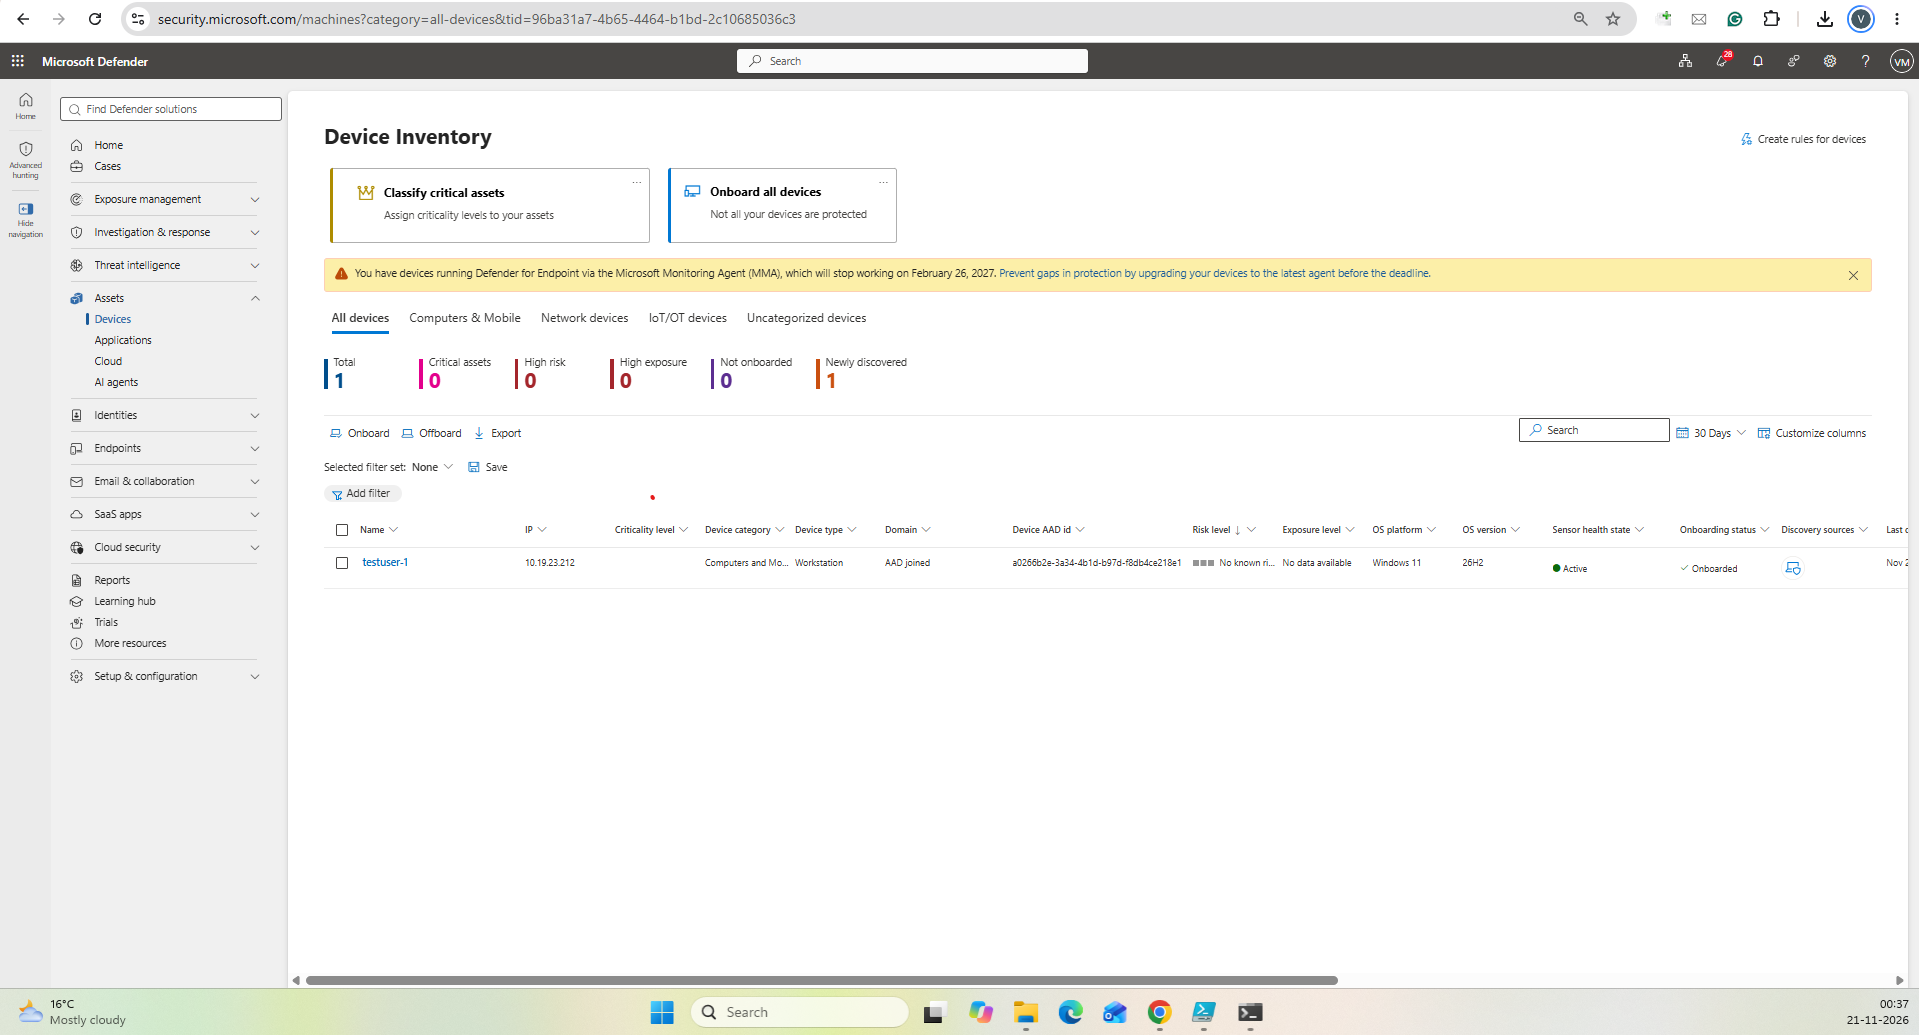 security.microsoft.com/machines?category=all-devices&tid=96ba31a7-4b65-4464-b1bd-2c10685036c3
V
Microsoft Defender
Search
28
VM
Home
Advanced
hunting
Hide
navigation
Find Defender solutions
Home
Cases
Exposure management
Investigation & response
Threat intelligence
Assets
Devices
Applications
Cloud
AI agents
Identities
Endpoints
Email & collaboration
SaaS apps
Cloud security
Reports
Learning hub
Trials
More resources
Setup & configuration
Device Inventory
Create rules for devices
Classify critical assets
Assign criticality levels to your assets
Onboard all devices
Not all your devices are protected
You have devices running Defender for Endpoint via the Microsoft Monitoring Agent (MMA), which will stop working on February 26, 2027. Prevent gaps in protection by upgrading your devices to the latest agent before the deadline.
All devices Computers & Mobile Network devices IoT/OT devices Uncategorized devices
Total Critical assets High risk High exposure Not onboarded Newly discovered
1 0 0 0 0 1
Onboard Offboard Export
Search 30 Days Customize columns
Selected filter set: None Save
Add filter
Name IP Criticality level Device category Device type Domain Device AAD id Risk level ↓ Exposure level OS platform OS version Sensor health state Onboarding status Discovery sources Last c
testuser-1 10.19.23.212 Computers and Mo... Workstation AAD joined a0266b2e-3a34-4b1d-b97d-f8db4ce218e1 No known ri... No data available Windows 11 26H2 Active Onboarded Nov 2
16°C
Mostly cloudy
Search
00:37
21-11-2026